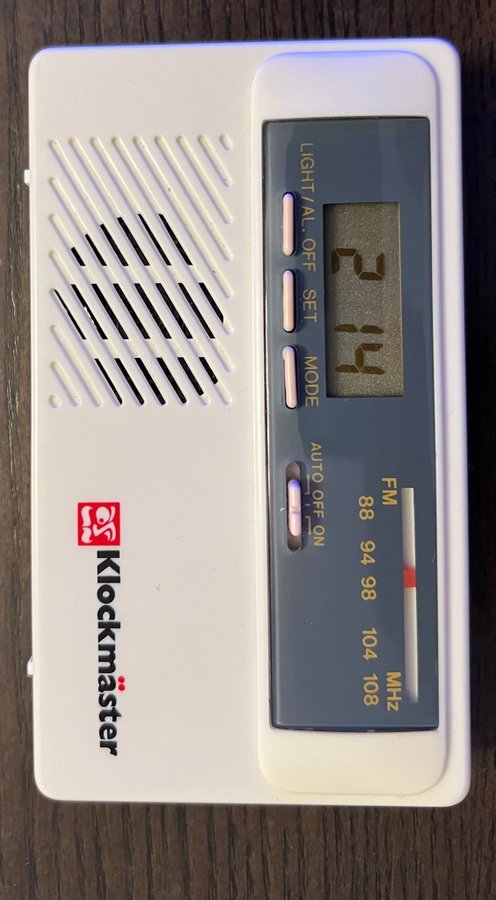 FM MHz
88 94 98 104 108
2 14
LIGHT/AL. OFF SET MODE
AUTO OFF ON
Klockmäster